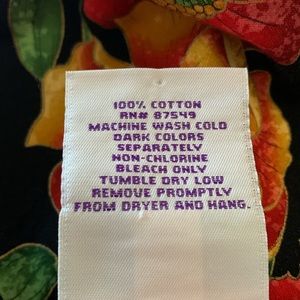 100% COTTON
RN# 87549
MACHINE WASH COLD
DARK COLORS
SEPARATELY
NON-CHLORINE
BLEACH ONLY
TUMBLE DRY LOW
REMOVE PROMPTLY
FROM DRYER AND HANG.